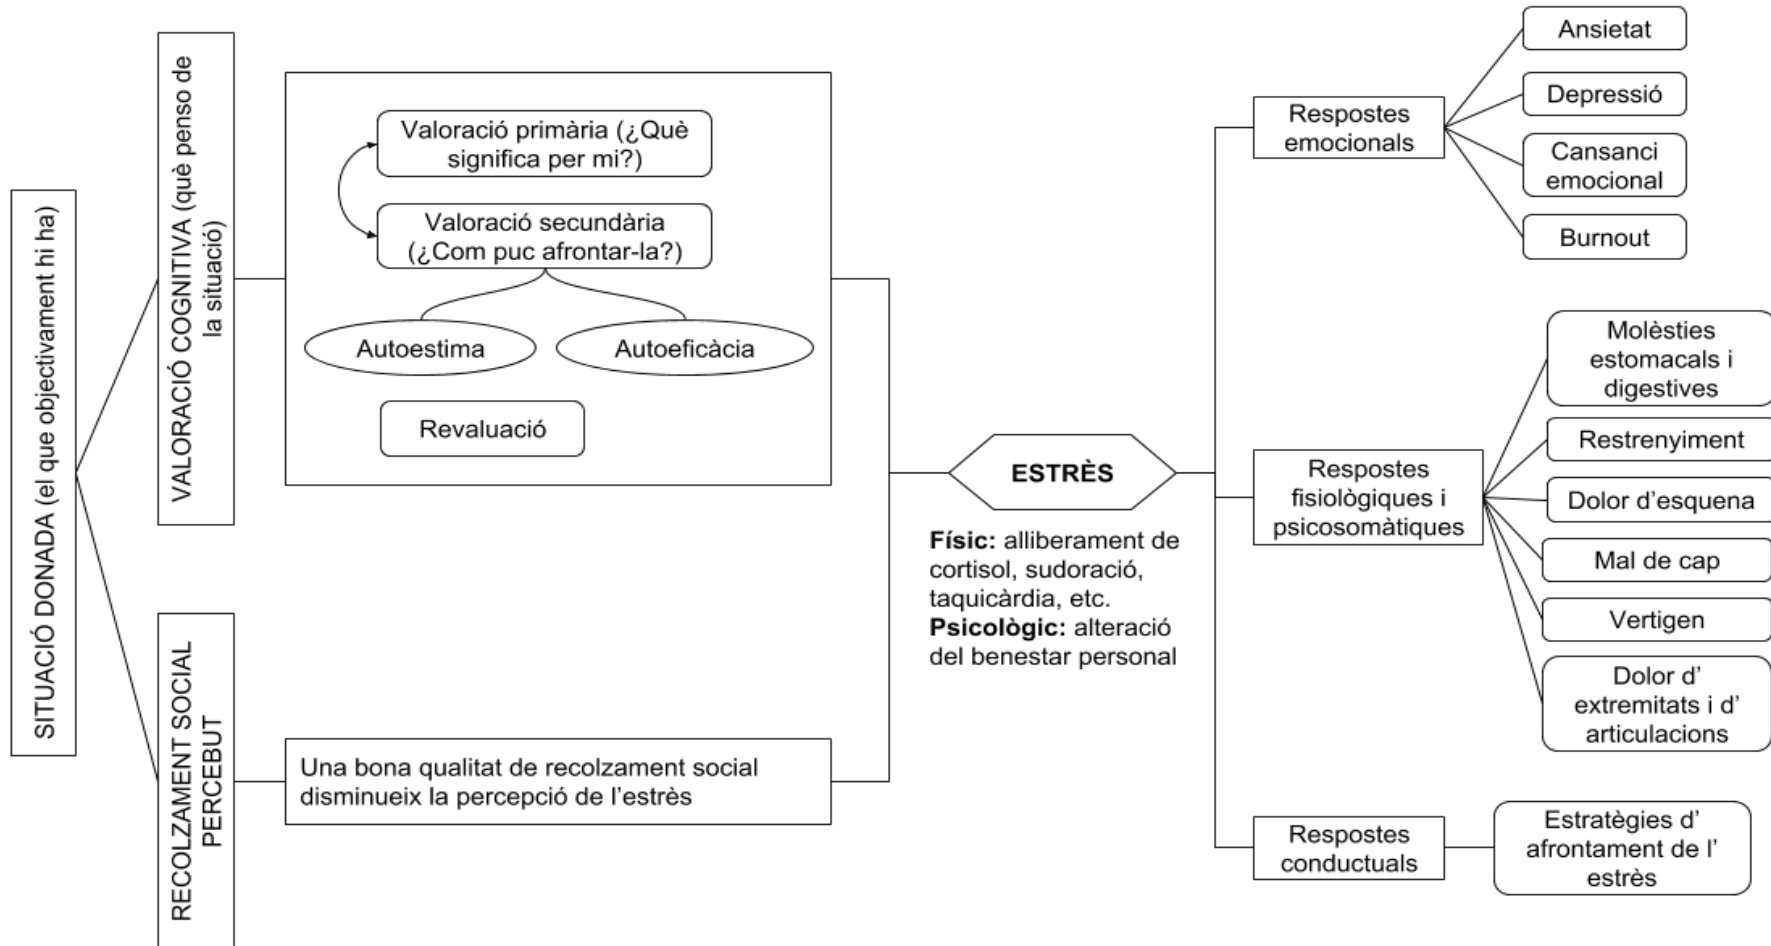 SITUACIÓ DONADA (el que objectivament hi ha)
VALORACIÓ COGNITIVA (què penso de
la situació)
Valoració primària (¿Què
significa per mi?)
Valoració secundària
(¿Com puc afrontar-la?)
Autoestima
Autoeficàcia
Revaluació
RECOLZAMENT SOCIAL
PERCEBUT
Una bona qualitat de recolzament social
disminueix la percepció de l'estrès
ESTRÈS
Físic: alliberament de
cortisol, sudoració,
taquicàrdia, etc.
Psicològic: alteració
del benestar personal
Respostes
emocionals
Ansietat
Depressió
Cansanci
emocional
Burnout
Respostes
fisiològiques i
psicosomàtiques
Molèsties
estomacals i
digestives
Restrenyiment
Dolor d'esquena
Mal de cap
Vertigen
Dolor d'
extremitats i d'
articulacions
Respostes
conductuals
Estratègies d'
afrontament de l'
estrès